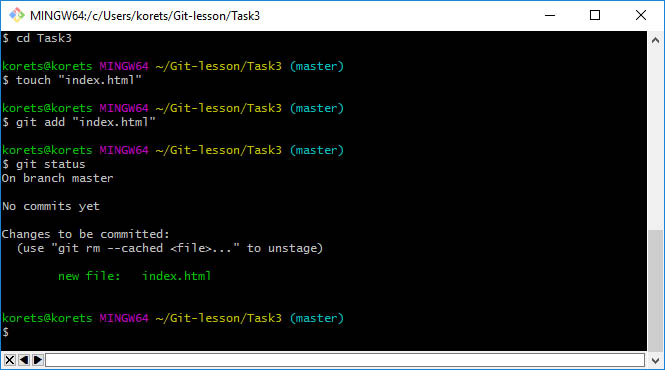 MINGW64:/c/Users/korets/Git-lesson/Task3
$ cd Task3
korets@korets MINGW64 ~/Git-lesson/Task3 (master)
$ touch "index.html"
korets@korets MINGW64 ~/Git-lesson/Task3 (master)
$ git add "index.html"
korets@korets MINGW64 ~/Git-lesson/Task3 (master)
$ git status
On branch master
No commits yet
Changes to be committed:
  (use "git rm --cached <file>..." to unstage)
        new file:   index.html
korets@korets MINGW64 ~/Git-lesson/Task3 (master)
$